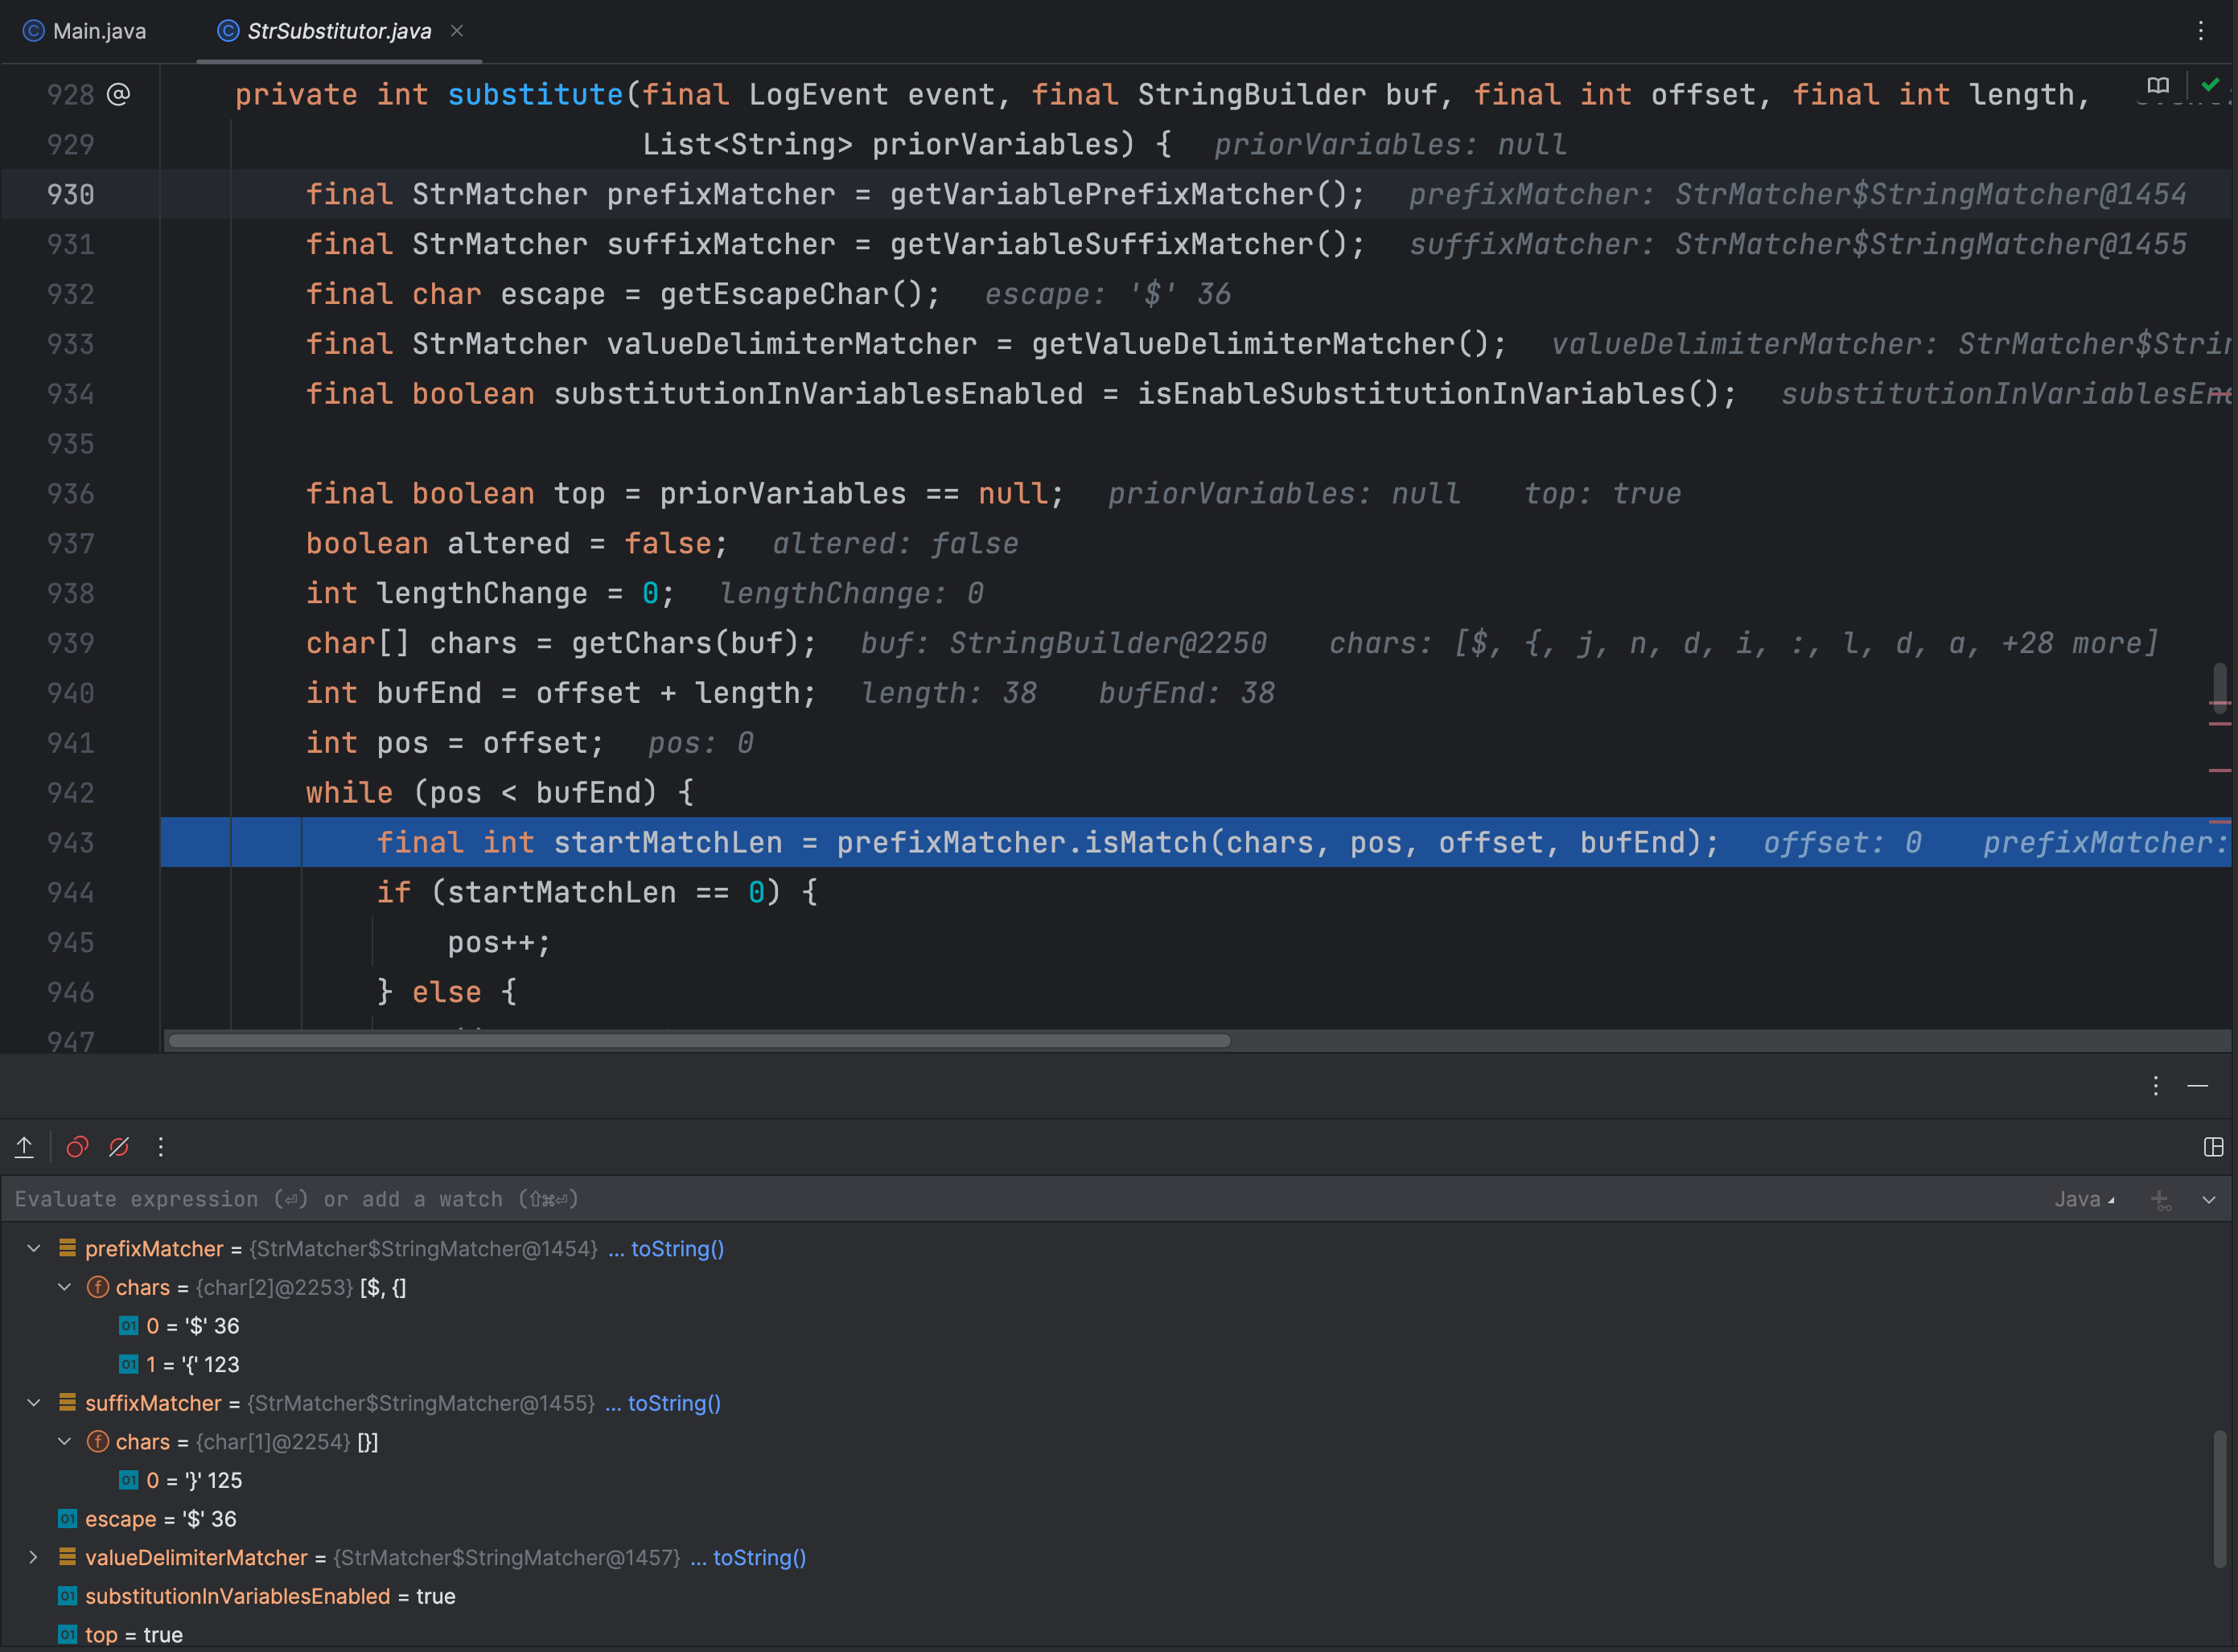 Main.java StrSubstitutor.java
928 @ private int substitute(final LogEvent event, final StringBuilder buf, final int offset, final int length,
929 List<String> priorVariables) { priorVariables: null
930 final StrMatcher prefixMatcher = getVariablePrefixMatcher(); prefixMatcher: StrMatcher$StringMatcher@1454
931 final StrMatcher suffixMatcher = getVariableSuffixMatcher(); suffixMatcher: StrMatcher$StringMatcher@1455
932 final char escape = getEscapeChar(); escape: '$' 36
933 final StrMatcher valueDelimiterMatcher = getValueDelimiterMatcher(); valueDelimiterMatcher: StrMatcher$Strin
934 final boolean substitutionInVariablesEnabled = isEnableSubstitutionInVariables(); substitutionInVariablesEn
935
936 final boolean top = priorVariables == null; priorVariables: null top: true
937 boolean altered = false; altered: false
938 int lengthChange = 0; lengthChange: 0
939 char[] chars = getChars(buf); buf: StringBuilder@2250 chars: [$, {, j, n, d, i, :, l, d, a, +28 more]
940 int bufEnd = offset + length; length: 38 bufEnd: 38
941 int pos = offset; pos: 0
942 while (pos < bufEnd) {
943 final int startMatchLen = prefixMatcher.isMatch(chars, pos, offset, bufEnd); offset: 0 prefixMatcher:
944 if (startMatchLen == 0) {
945 pos++;
946 } else {
947
Evaluate expression (⏎) or add a watch (⇧⌘⏎) Java
prefixMatcher = {StrMatcher$StringMatcher@1454} ... toString()
f chars = {char[2]@2253} [$, {]
01 0 = '$' 36
01 1 = '{' 123
suffixMatcher = {StrMatcher$StringMatcher@1455} ... toString()
f chars = {char[1]@2254} [}]
01 0 = '}' 125
01 escape = '$' 36
valueDelimiterMatcher = {StrMatcher$StringMatcher@1457} ... toString()
01 substitutionInVariablesEnabled = true
01 top = true